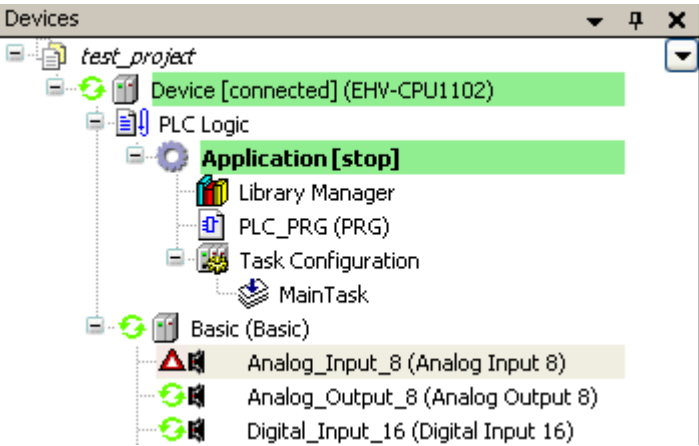 Devices
test_project
Device [connected] (EHV-CPU1102)
PLC Logic
Application [stop]
Library Manager
PLC_PRG (PRG)
Task Configuration
MainTask
Basic (Basic)
Analog_Input_8 (Analog Input 8)
Analog_Output_8 (Analog Output 8)
Digital_Input_16 (Digital Input 16)